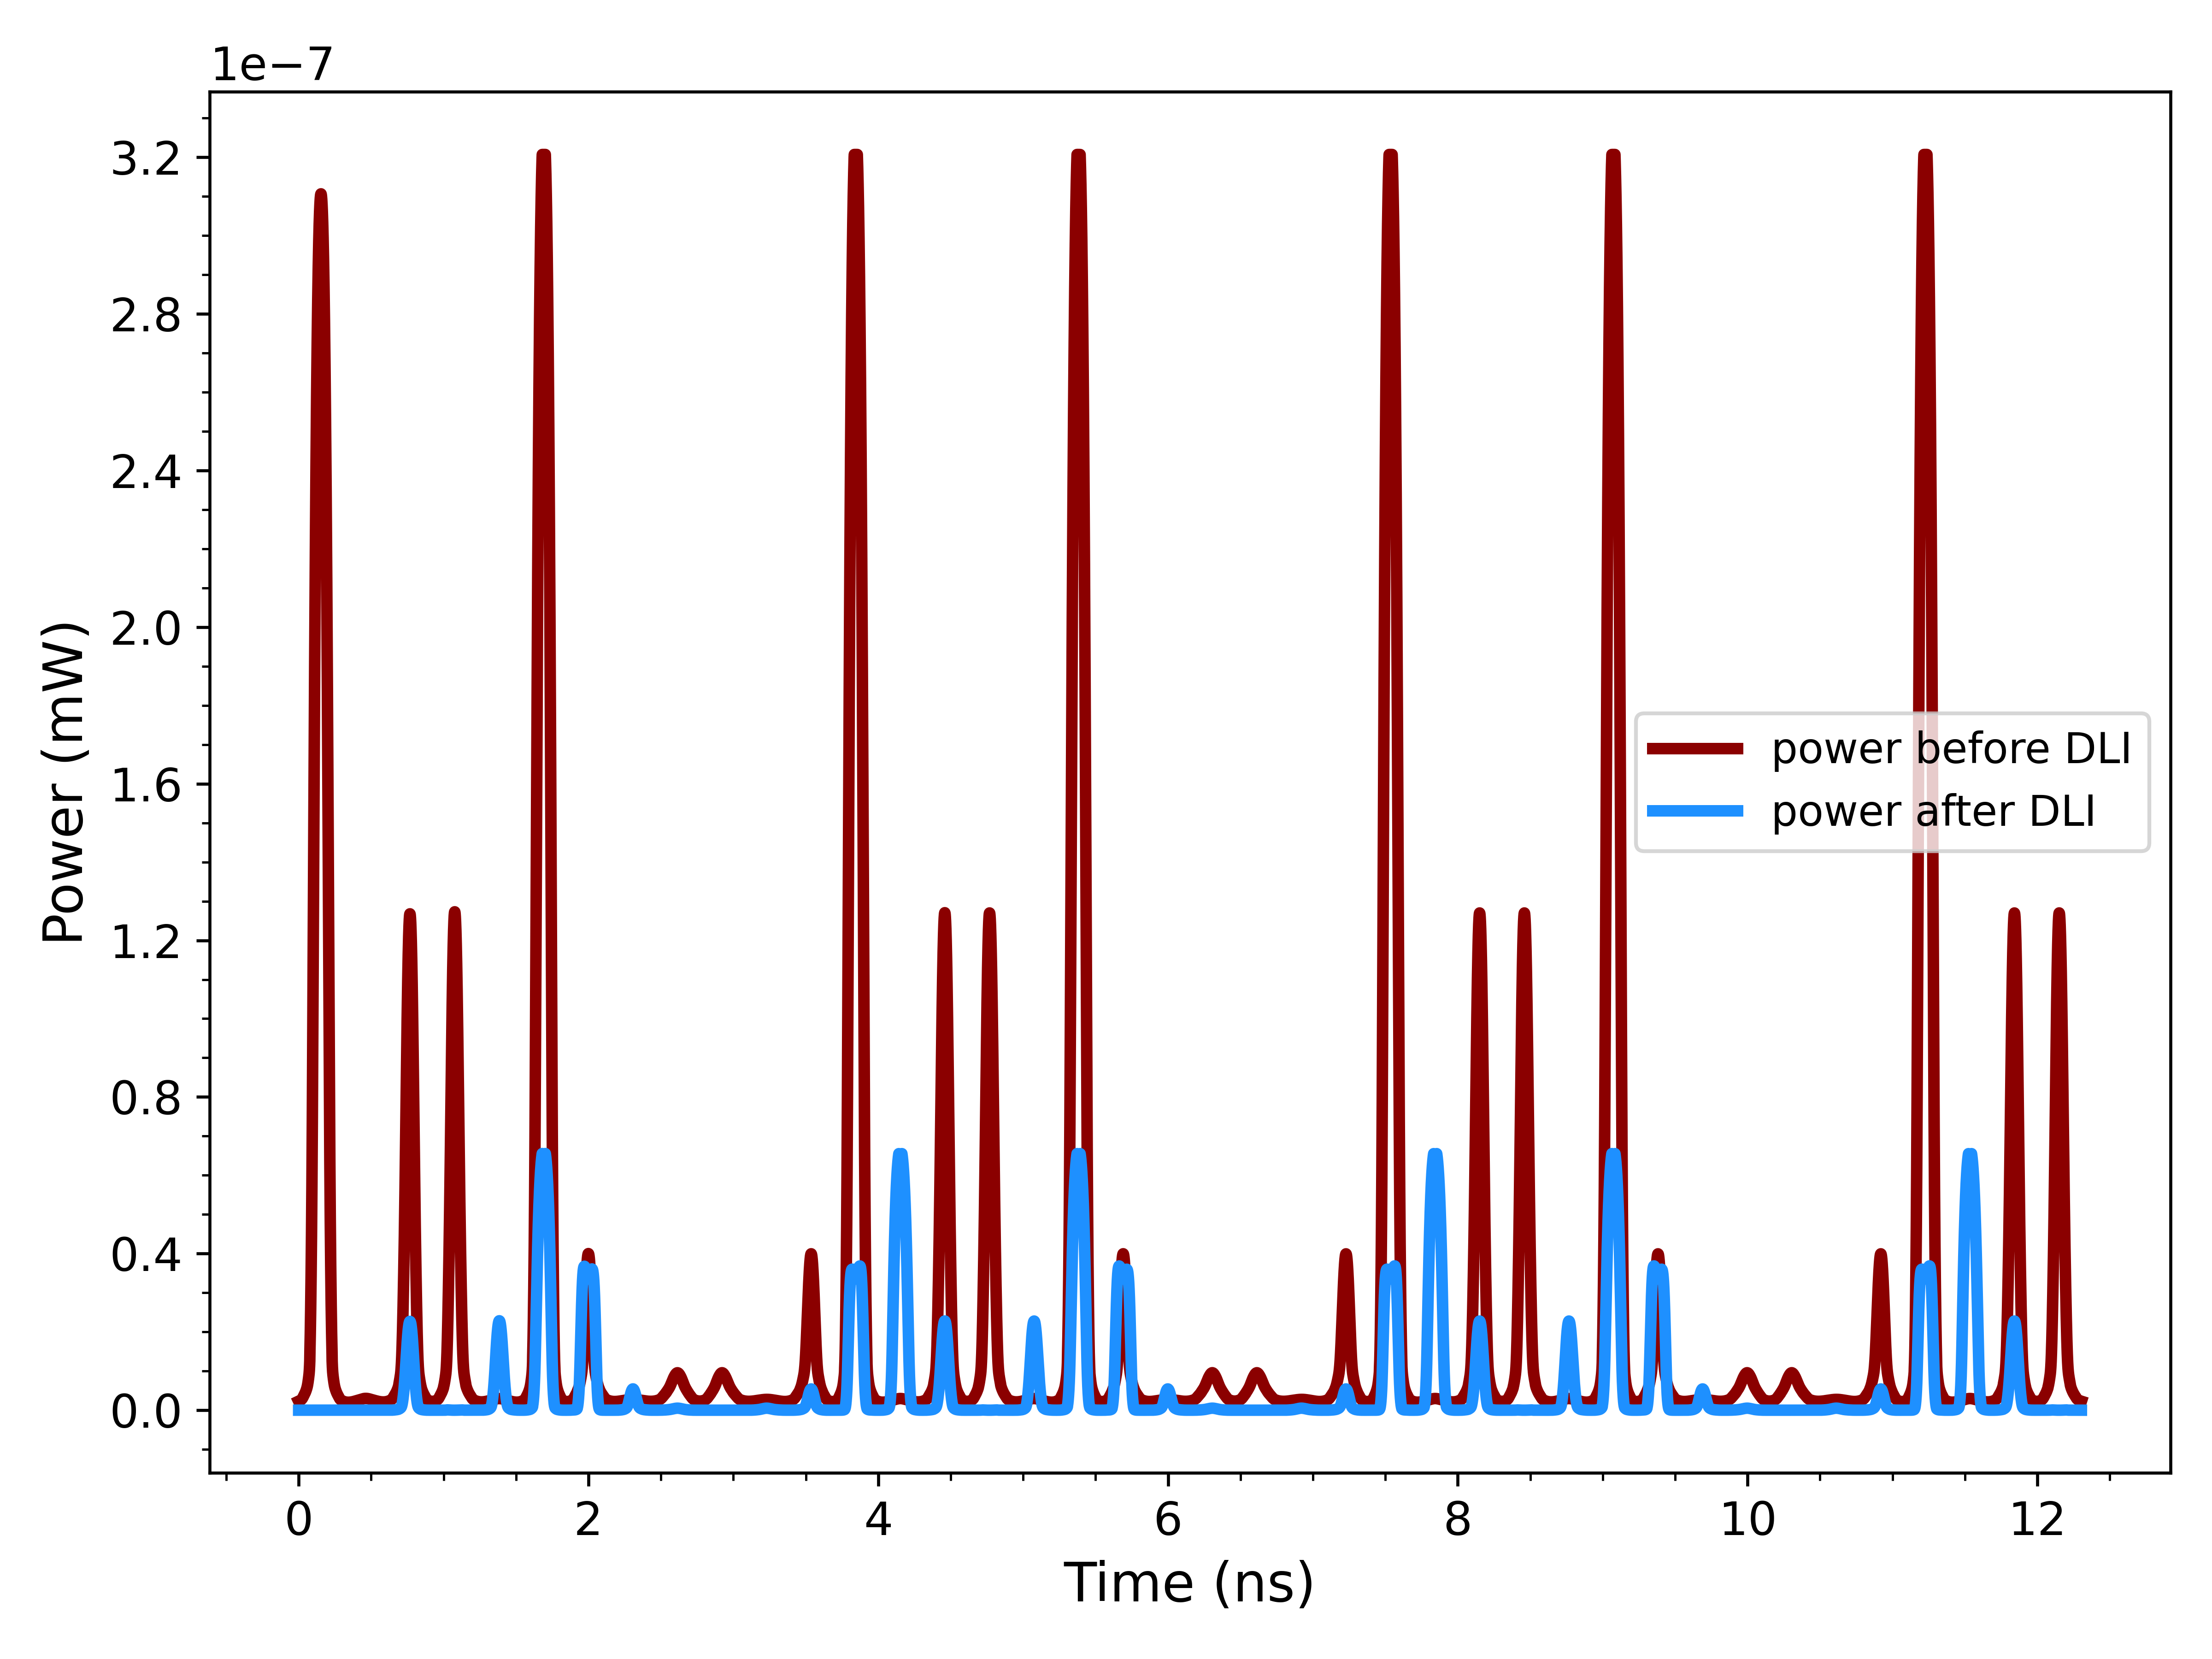 1e−7
3.2
2.8
2.4
2.0
1.6
1.2
0.8
0.4
0.0
Power (mW)
power before DLI
power after DLI
0 2 4 6 8 10 12
Time (ns)